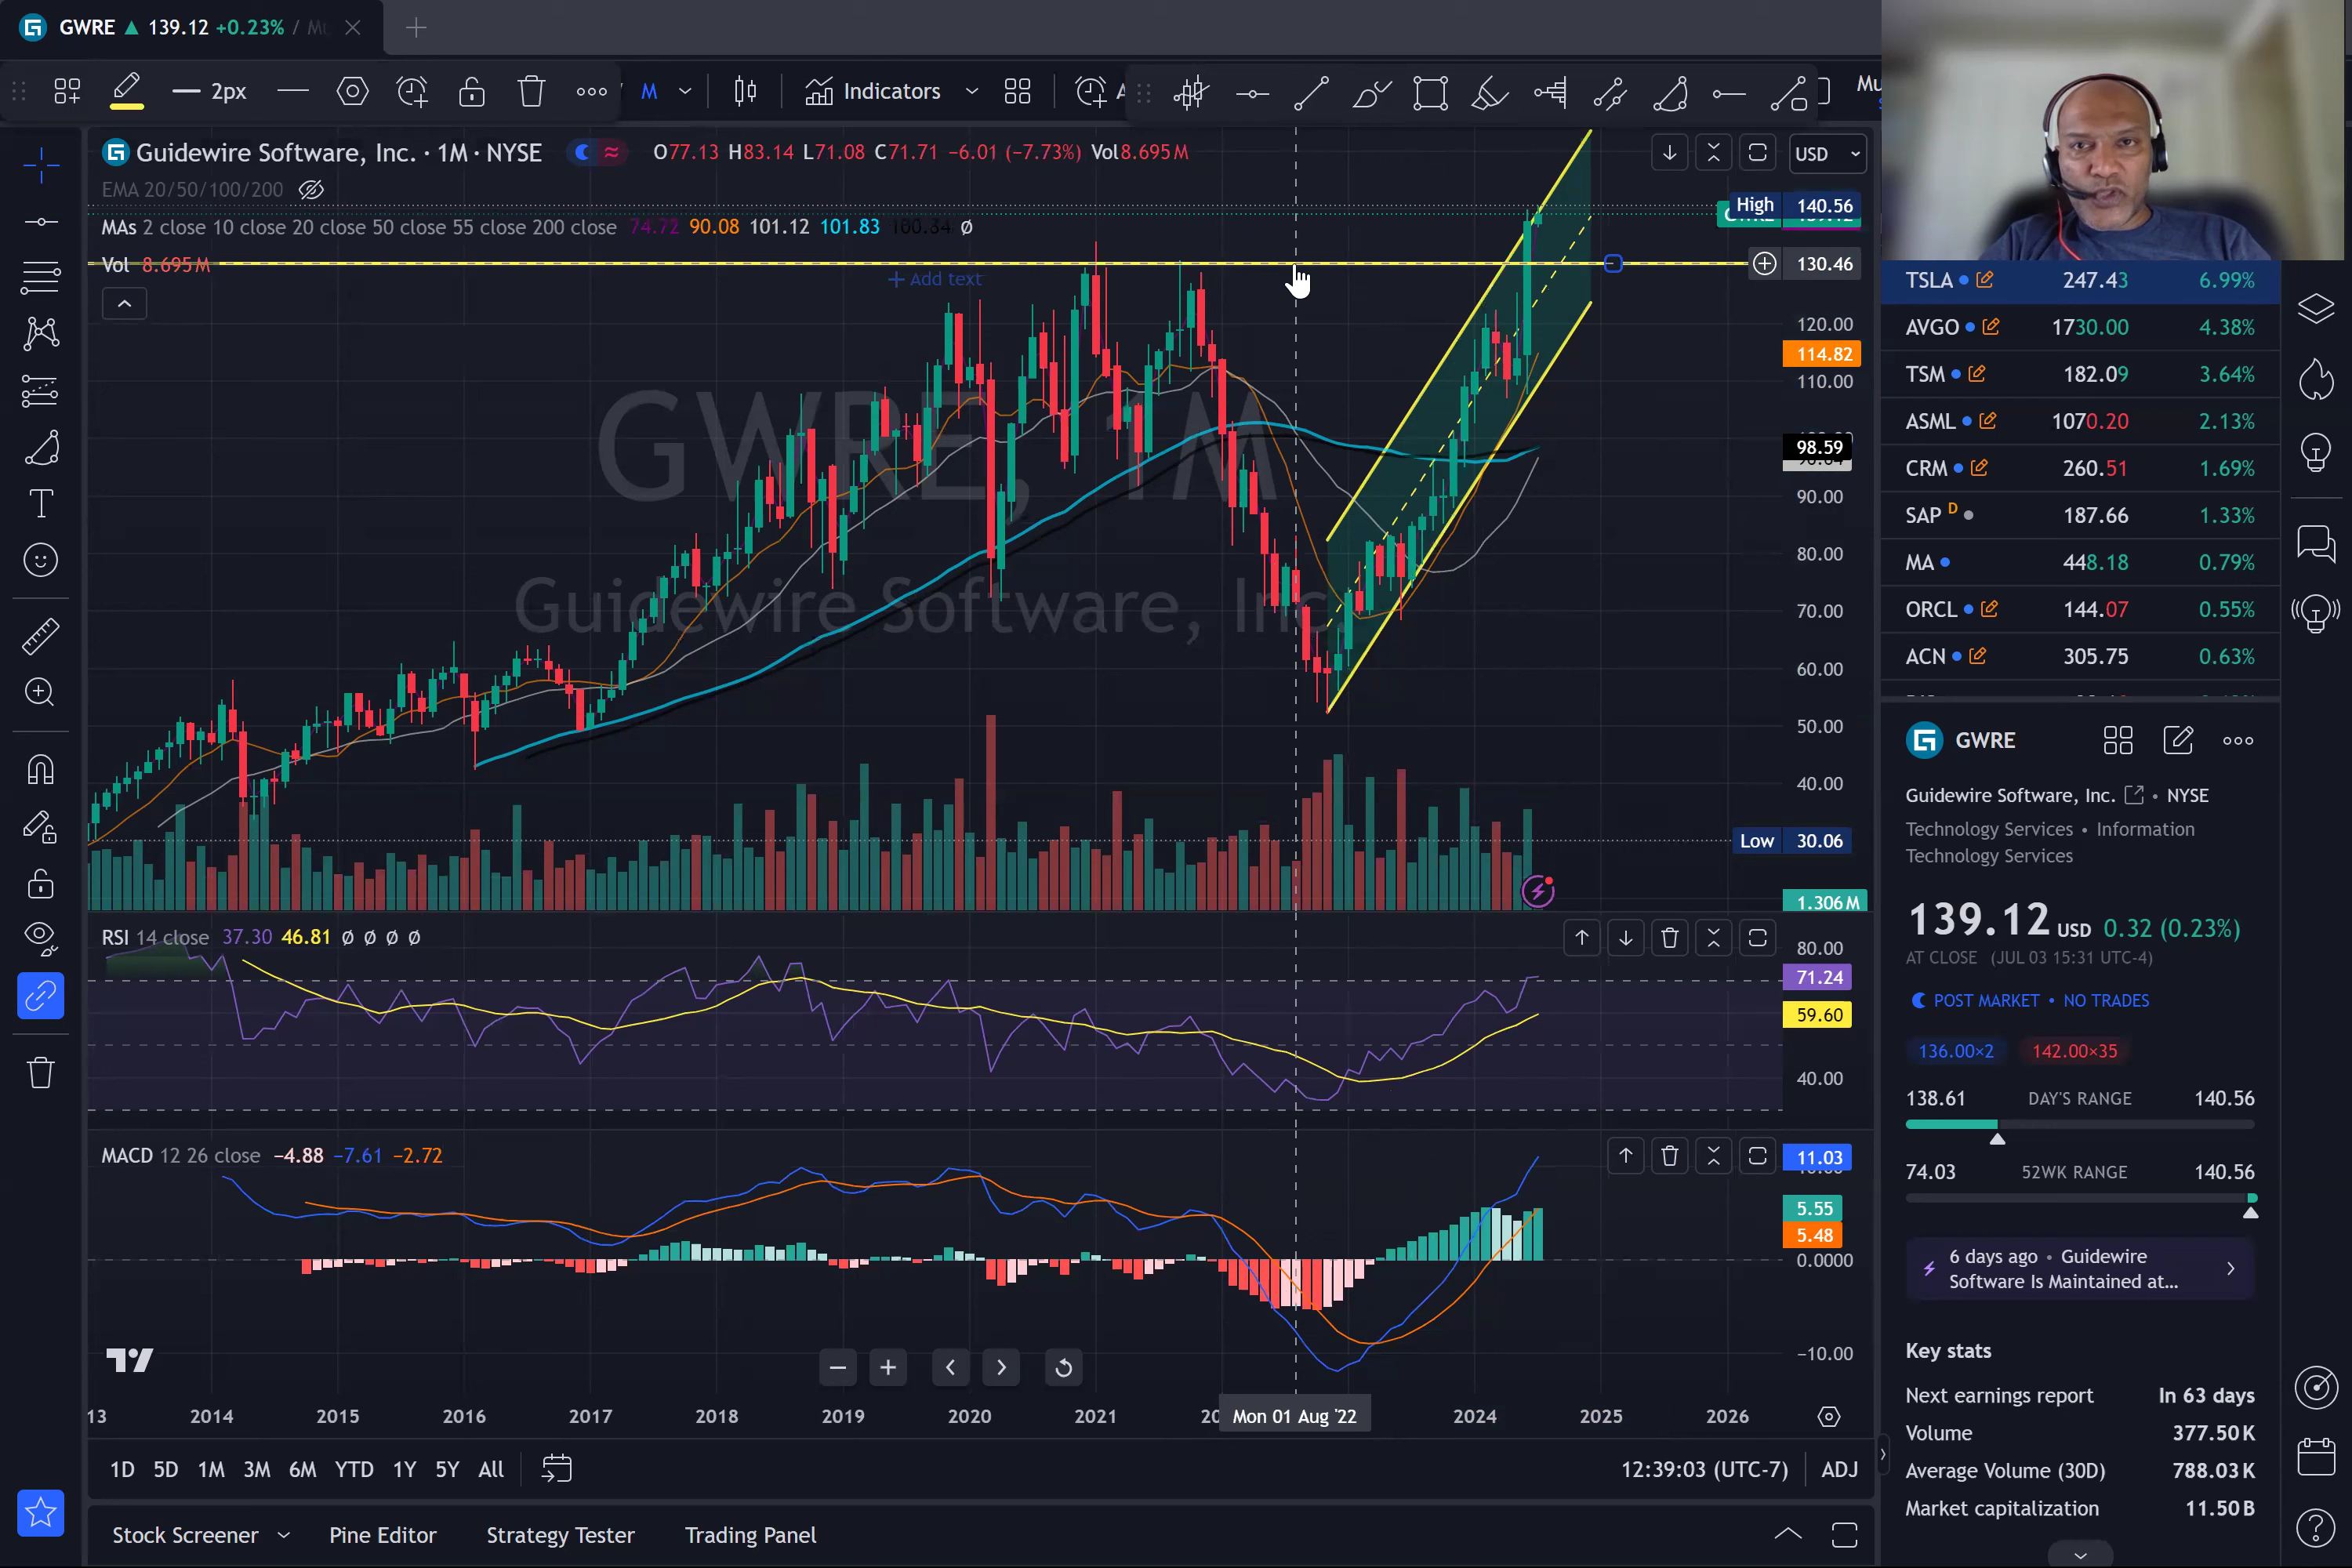 GWRE ▲ 139.12 +0.23% / Mu
2px
M
Indicators
A
Mu
Guidewire Software, Inc. · 1M · NYSE O77.13 H83.14 L71.08 C71.71 −6.01 (−7.73%) Vol8.695M
USD
EMA 20/50/100/200
MAs 2 close 10 close 20 close 50 close 55 close 200 close 74.72 90.08 101.12 101.83 100.34 Ø
Vol 8.695M
+ Add text
High 140.56
130.46
120.00
114.82
110.00
98.59
90.00
80.00
70.00
60.00
50.00
40.00
Low 30.06
1.306M
GWRE, 1M
Guidewire Software, Inc
RSI 14 close 37.30 46.81 Ø Ø Ø Ø
80.00
71.24
59.60
40.00
MACD 12 26 close −4.88 −7.61 −2.72
11.03
5.55
5.48
0.0000
−10.00
13 2014 2015 2016 2017 2018 2019 2020 2021 20 Mon 01 Aug '22 2024 2025 2026
1D 5D 1M 3M 6M YTD 1Y 5Y All
12:39:03 (UTC-7) ADJ
Stock Screener Pine Editor Strategy Tester Trading Panel
TSLA 247.43 6.99%
AVGO 1730.00 4.38%
TSM 182.09 3.64%
ASML 1070.20 2.13%
CRM 260.51 1.69%
SAP D 187.66 1.33%
MA 448.18 0.79%
ORCL 144.07 0.55%
ACN 305.75 0.63%
GWRE
Guidewire Software, Inc. • NYSE
Technology Services • Information
Technology Services
139.12 USD 0.32 (0.23%)
AT CLOSE (JUL 03 15:31 UTC-4)
POST MARKET • NO TRADES
136.00×2 142.00×35
138.61 DAY'S RANGE 140.56
74.03 52WK RANGE 140.56
6 days ago • Guidewire
Software Is Maintained at...
Key stats
Next earnings report In 63 days
Volume 377.50K
Average Volume (30D) 788.03K
Market capitalization 11.50B